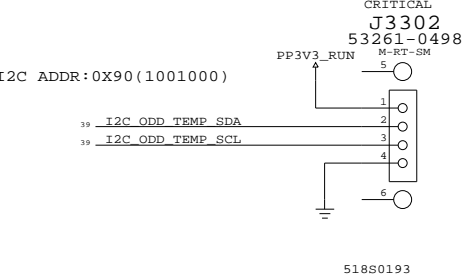 CRITICAL
J3302
53261-0498
M-RT-SM
PP3V3_RUN
5
I2C ADDR:0X90(1001000)
1
39 I2C_ODD_TEMP_SDA 2
39 I2C_ODD_TEMP_SCL 3
4
6
518S0193